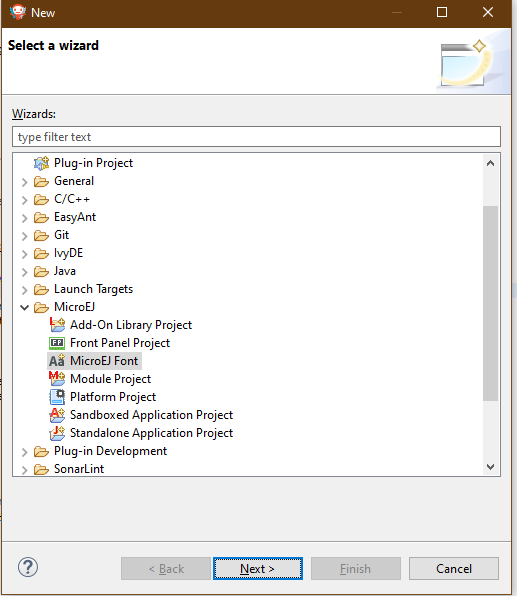 New
Select a wizard
Wizards:
type filter text
Plug-in Project
General
C/C++
EasyAnt
Git
IvyDE
Java
Launch Targets
MicroEJ
Add-On Library Project
FP Front Panel Project
Aa MicroEJ Font
M Module Project
Platform Project
A Sandboxed Application Project
J Standalone Application Project
Plug-in Development
SonarLint
? < Back Next > Finish Cancel